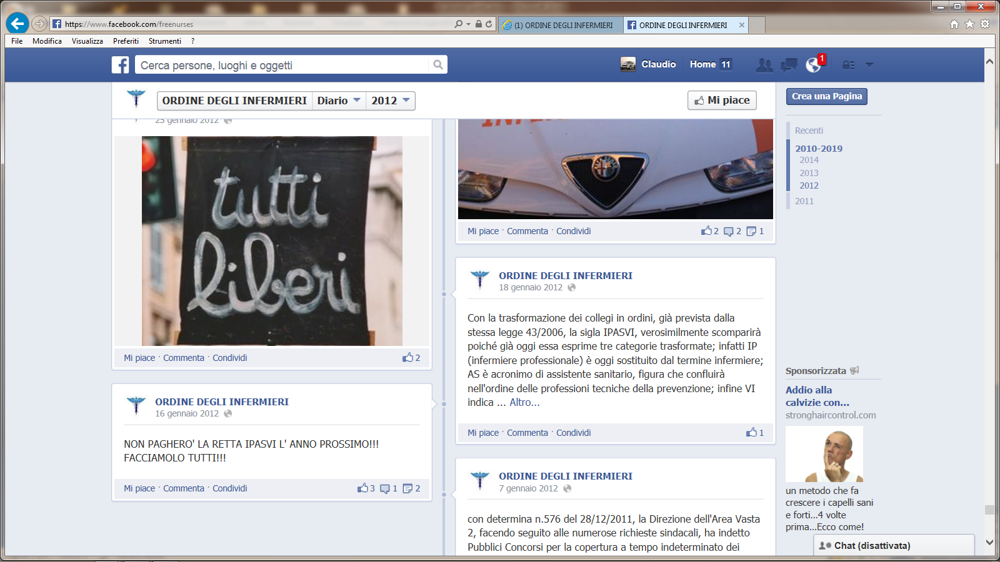 https://www.facebook.com/freenurses
(1) ORDINE DEGLI INFERMIERI
ORDINE DEGLI INFERMIERI
File Modifica Visualizza Preferiti Strumenti ?
Cerca persone, luoghi e oggetti
Claudio Home 11
1
ORDINE DEGLI INFERMIERI Diario 2012
Mi piace
Crea una Pagina
25 gennaio 2012
tutti
liberi
Mi piace · Commenta · Condividi
2
ORDINE DEGLI INFERMIERI
16 gennaio 2012
NON PAGHERO' LA RETTA IPASVI L' ANNO PROSSIMO!!!
FACCIAMOLO TUTTI!!!
Mi piace · Commenta · Condividi
3 1 2
Mi piace · Commenta · Condividi
2 2 1
ORDINE DEGLI INFERMIERI
18 gennaio 2012
Con la trasformazione dei collegi in ordini, già prevista dalla
stessa legge 43/2006, la sigla IPASVI, verosimilmente scomparirà
poiché già oggi essa esprime tre categorie trasformate; infatti IP
(infermiere professionale) è oggi sostituito dal termine infermiere;
AS è acronimo di assistente sanitario, figura che confluirà
nell'ordine delle professioni tecniche della prevenzione; infine VI
indica ... Altro...
Mi piace · Commenta · Condividi
1
ORDINE DEGLI INFERMIERI
7 gennaio 2012
con determina n.576 del 28/12/2011, la Direzione dell'Area Vasta
2, facendo seguito alle numerose richieste sindacali, ha indetto
Pubblici Concorsi per la copertura a tempo indeterminato dei
Recenti
2010-2019
2014
2013
2012
2011
Sponsorizzata
Addio alla
calvizie con...
stronghaircontrol.com
un metodo che fa
crescere i capelli sani
e forti...4 volte
prima...Ecco come!
Chat (disattivata)